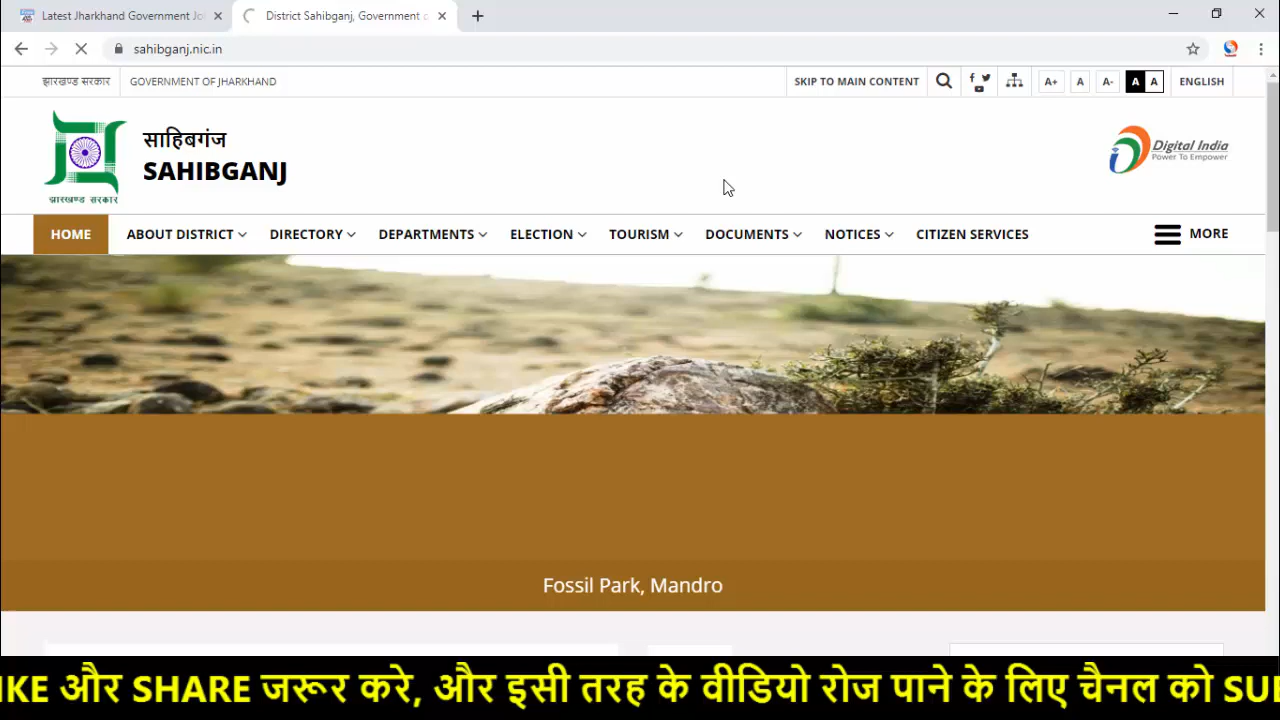 Latest Jharkhand Government Jo
District Sahibganj, Government o
sahibganj.nic.in
झारखण्ड सरकार GOVERNMENT OF JHARKHAND SKIP TO MAIN CONTENT A+ A A- A A ENGLISH
साहिबगंज
SAHIBGANJ
झारखण्ड सरकार
Digital India
Power To Empower
HOME ABOUT DISTRICT DIRECTORY DEPARTMENTS ELECTION TOURISM DOCUMENTS NOTICES CITIZEN SERVICES MORE
Fossil Park, Mandro
IKE और SHARE जरूर करे, और इसी तरह के वीडियो रोज पाने के लिए चैनल को SU